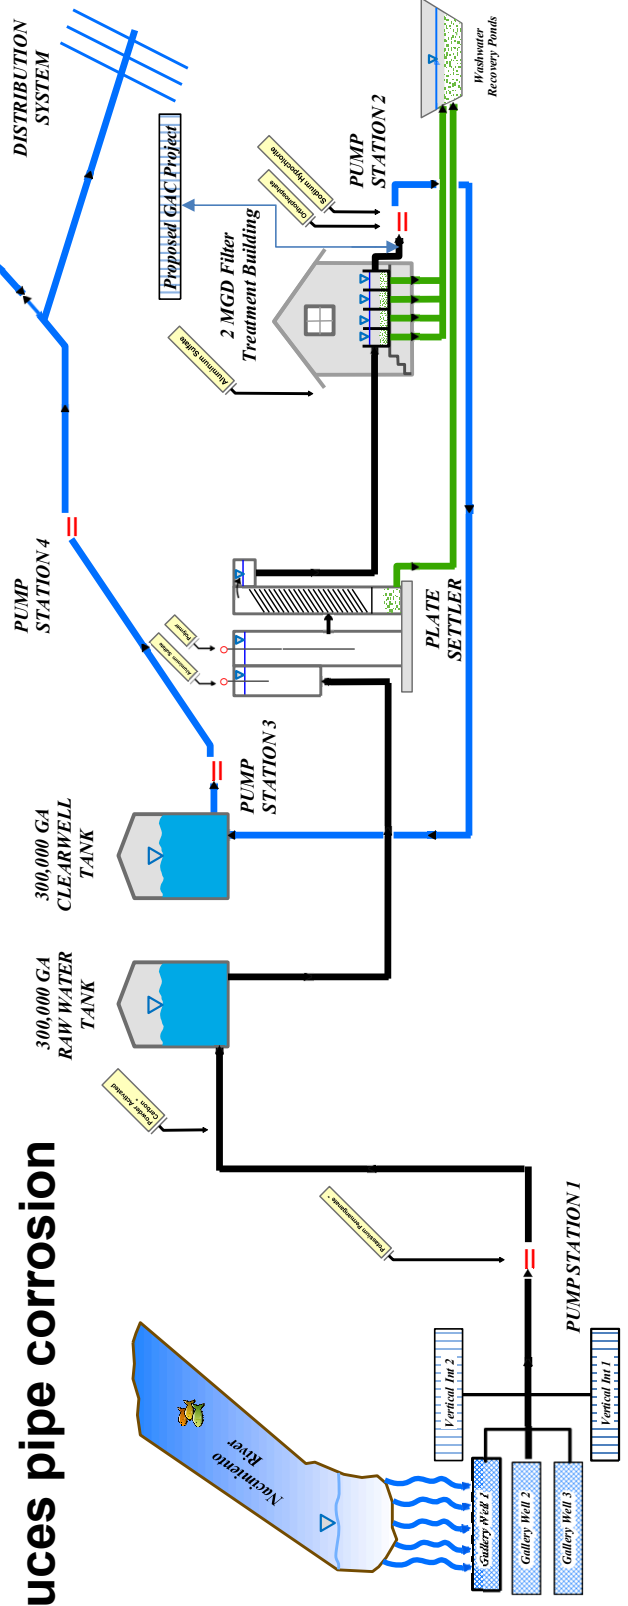 uces pipe corrosion
Nacimiento
River
Gallery Well 1
Gallery Well 2
Gallery Well 3
Vertical Int 2
Vertical Int 1
PUMP STATION 1
Potassium Permanganate *
Powder Activated
Carbon *
300,000 GA
RAW WATER
TANK
300,000 GA
CLEARWELL
TANK
PUMP
STATION 3
Aluminum Sulfate
Polymer
PLATE
SETTLER
PUMP
STATION 4
Aluminum Sulfate
2 MGD Filter
Treatment Building
Proposed GAC Project
Orthophosphate
Sodium Hypochlorite
PUMP
STATION 2
Washwater
Recovery Ponds
DISTRIBUTION
SYSTEM